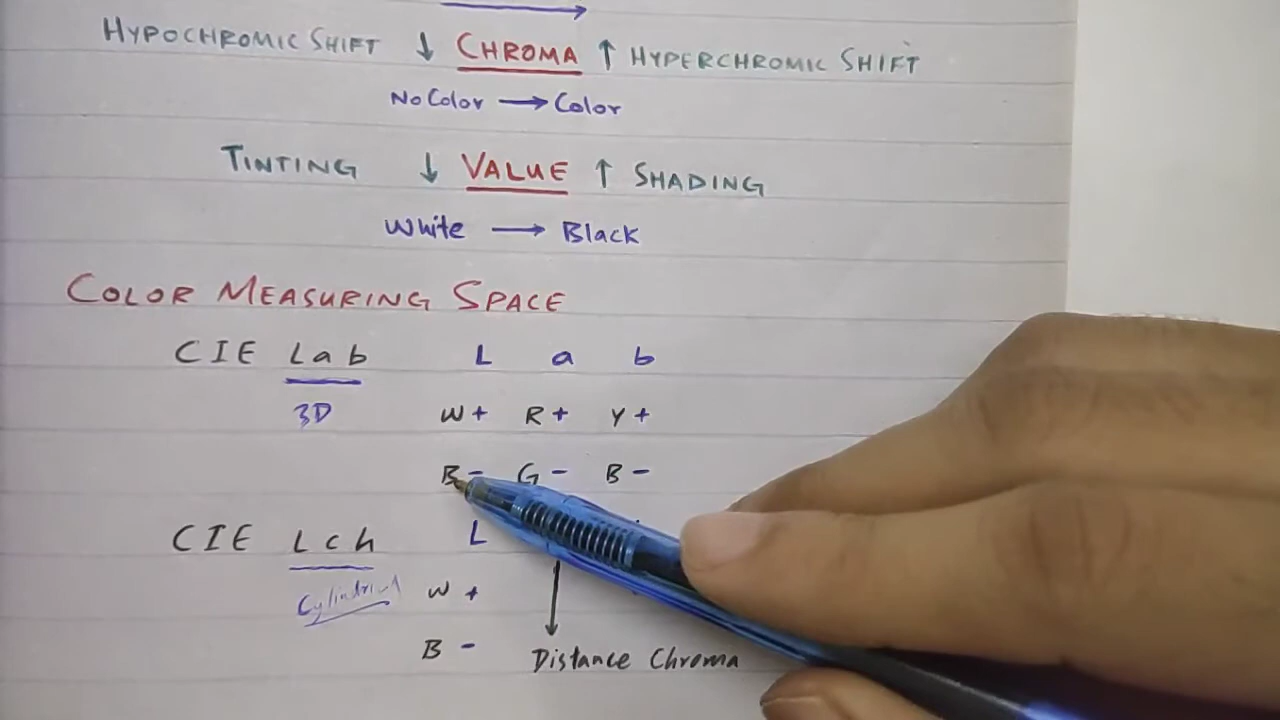 HYPOCHROMIC SHIFT ↓ CHROMA ↑ HYPERCHROMIC SHIFT
No Color → Color
TINTING ↓ VALUE ↑ SHADING
White → Black
COLOR MEASURING SPACE
CIE Lab L a b
3D W+ R+ Y+
B- G- B-
CIE Lch L
Cylindrical W +
B - Distance Chroma